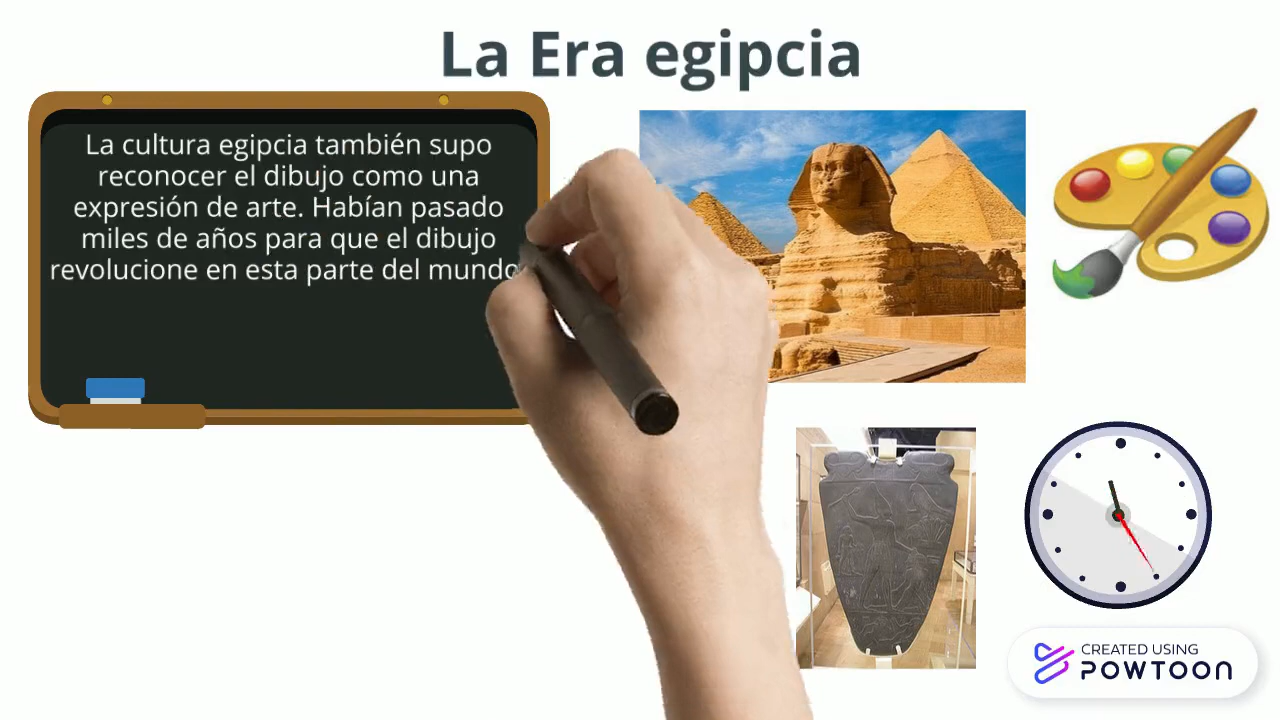 La Era egipcia
La cultura egipcia también supo
reconocer el dibujo como una
expresión de arte. Habían pasado
miles de años para que el dibujo
revolucione en esta parte del mundo
CREATED USING
POWTOON